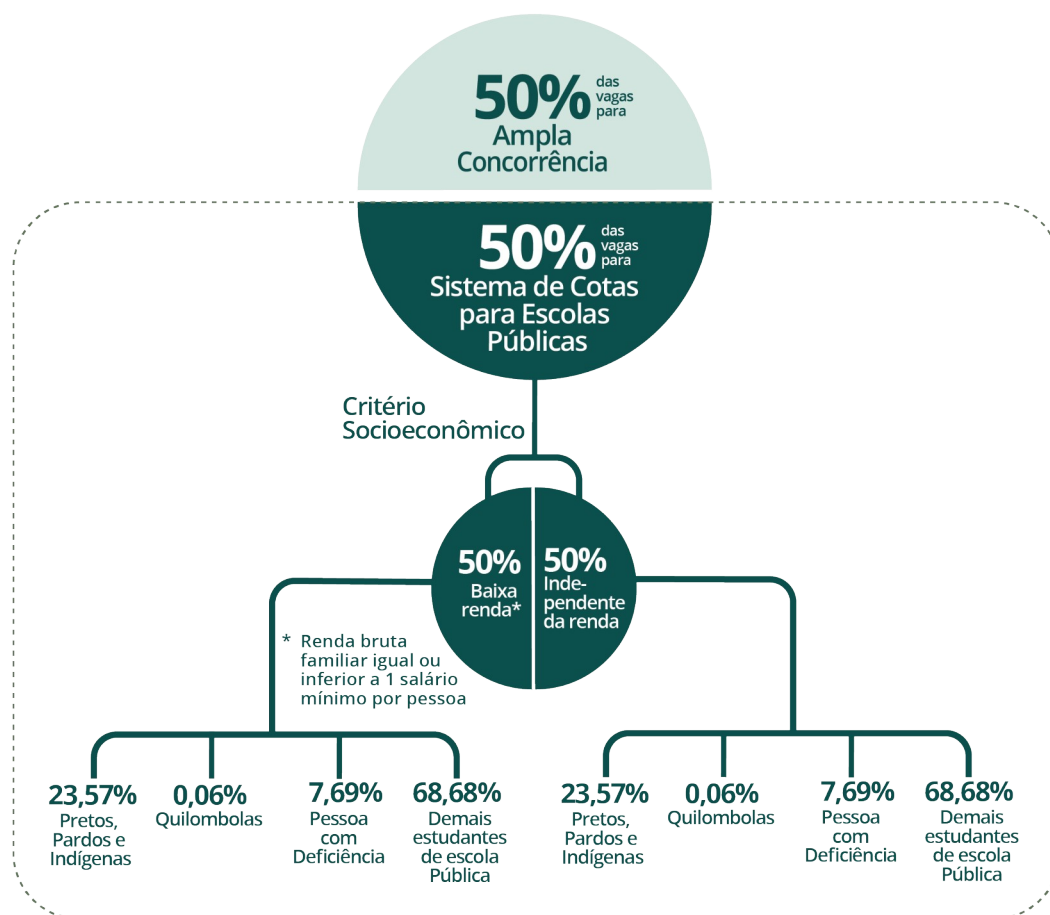 50% das
vagas
para
Ampla
Concorrência
50% das
vagas
para
Sistema de Cotas
para Escolas
Públicas
Critério
Socioeconômico
50%
Baixa
renda*
50%
Inde-
pendente
da renda
* Renda bruta
familiar igual ou
inferior a 1 salário
mínimo por pessoa
23,57%
Pretos,
Pardos e
Indígenas
0,06%
Quilombolas
7,69%
Pessoa
com
Deficiência
68,68%
Demais
estudantes
de escola
Pública
23,57%
Pretos,
Pardos e
Indígenas
0,06%
Quilombolas
7,69%
Pessoa
com
Deficiência
68,68%
Demais
estudantes
de escola
Pública